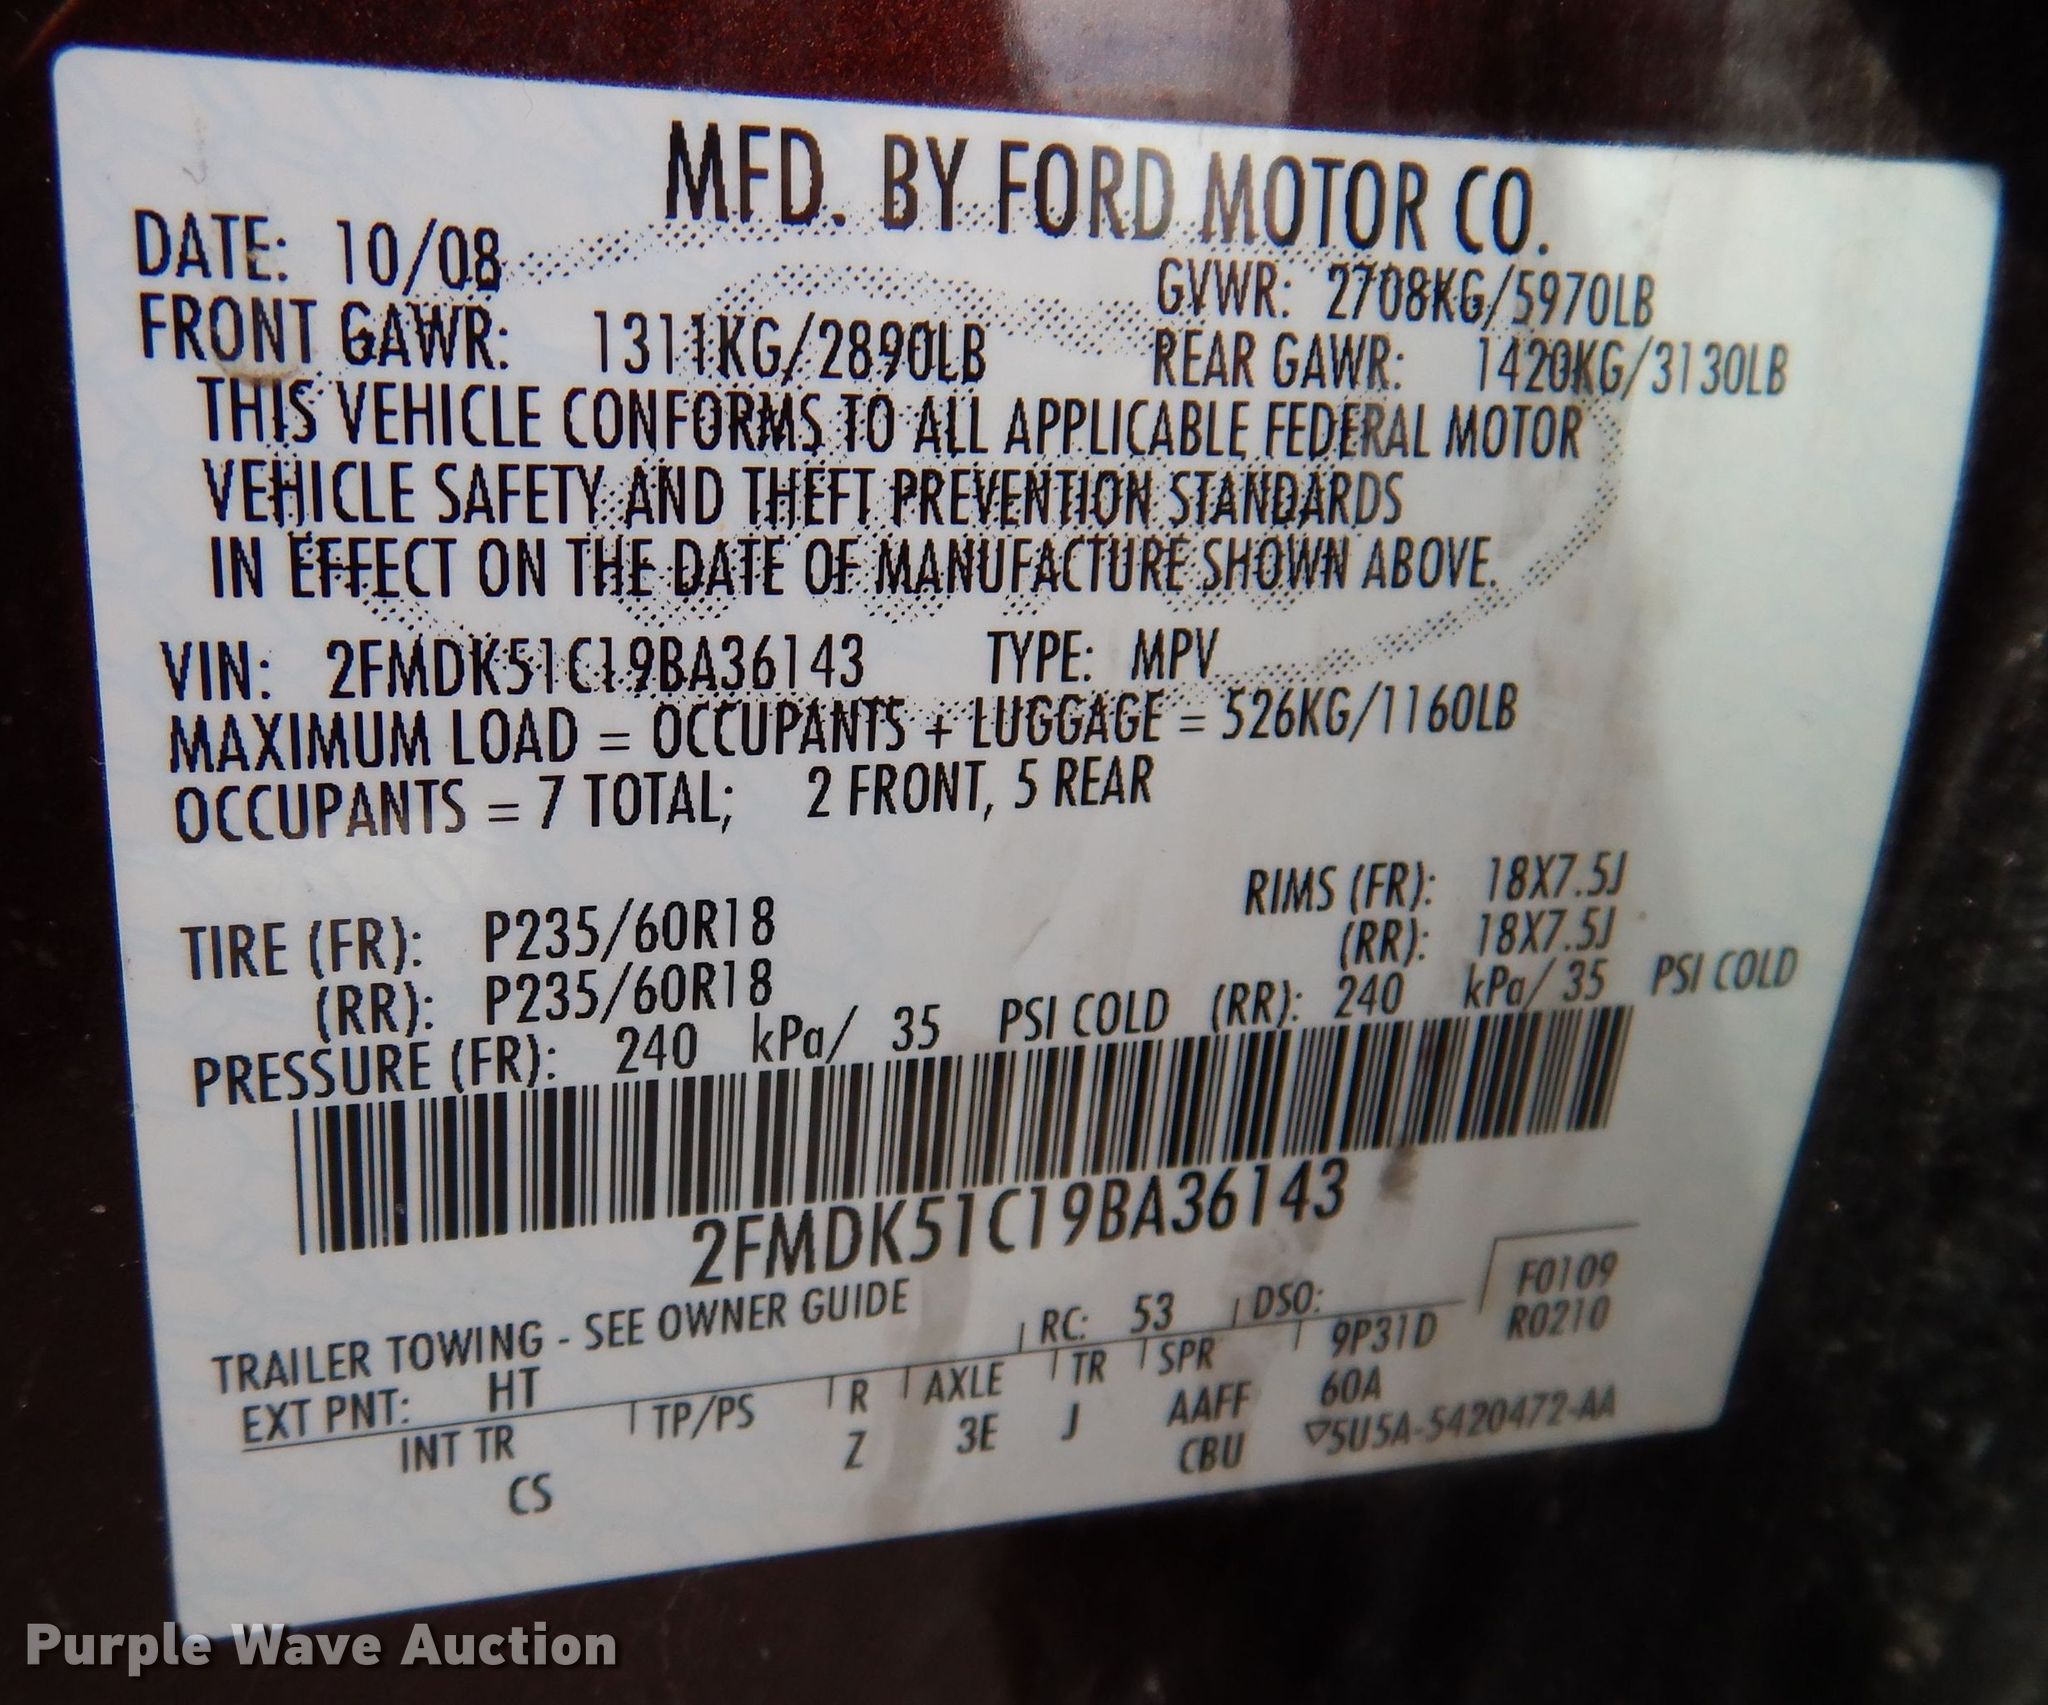 MFD. BY FORD MOTOR CO.
DATE: 10/08 GVWR: 2708KG/5970LB
FRONT GAWR: 1311KG/2890LB REAR GAWR: 1420KG/3130LB
THIS VEHICLE CONFORMS TO ALL APPLICABLE FEDERAL MOTOR
VEHICLE SAFETY AND THEFT PREVENTION STANDARDS
IN EFFECT ON THE DATE OF MANUFACTURE SHOWN ABOVE.
VIN: 2FMDK51C19BA36143 TYPE: MPV
MAXIMUM LOAD = OCCUPANTS + LUGGAGE = 526KG/1160LB
OCCUPANTS = 7 TOTAL; 2 FRONT, 5 REAR
TIRE (FR): P235/60R18 RIMS (FR): 18X7.5J
(RR): P235/60R18 (RR): 18X7.5J
PRESSURE (FR): 240 kPa/ 35 PSI COLD (RR): 240 kPa/ 35 PSI COLD
2FMDK51C19BA36143
TRAILER TOWING - SEE OWNER GUIDE
F0109
EXT PNT: HT RC: 53 DSO: R0210
INT TR TP/PS R AXLE TR SPR 9P31D
CS Z 3E J AAFF 60A
CBU ▽5U5A-5420472-AA
Purple Wave Auction